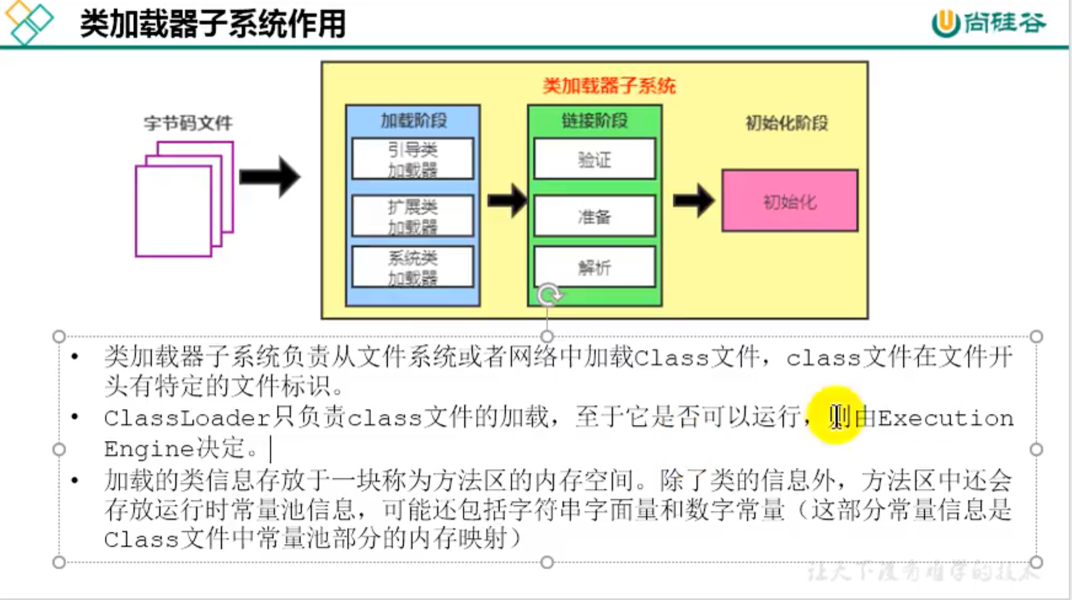 类加载器子系统作用
尚硅谷
类加载器子系统
字节码文件
加载阶段
引导类
加载器
扩展类
加载器
系统类
加载器
链接阶段
验证
准备
解析
初始化阶段
初始化
• 类加载器子系统负责从文件系统或者网络中加载Class文件，class文件在文件开
头有特定的文件标识。
• ClassLoader只负责class文件的加载，至于它是否可以运行，则由Execution
Engine决定。
• 加载的类信息存放于一块称为方法区的内存空间。除了类的信息外，方法区中还会
存放运行时常量池信息，可能还包括字符串字面量和数字常量（这部分常量信息是
Class文件中常量池部分的内存映射）
让天下没有难学的技术